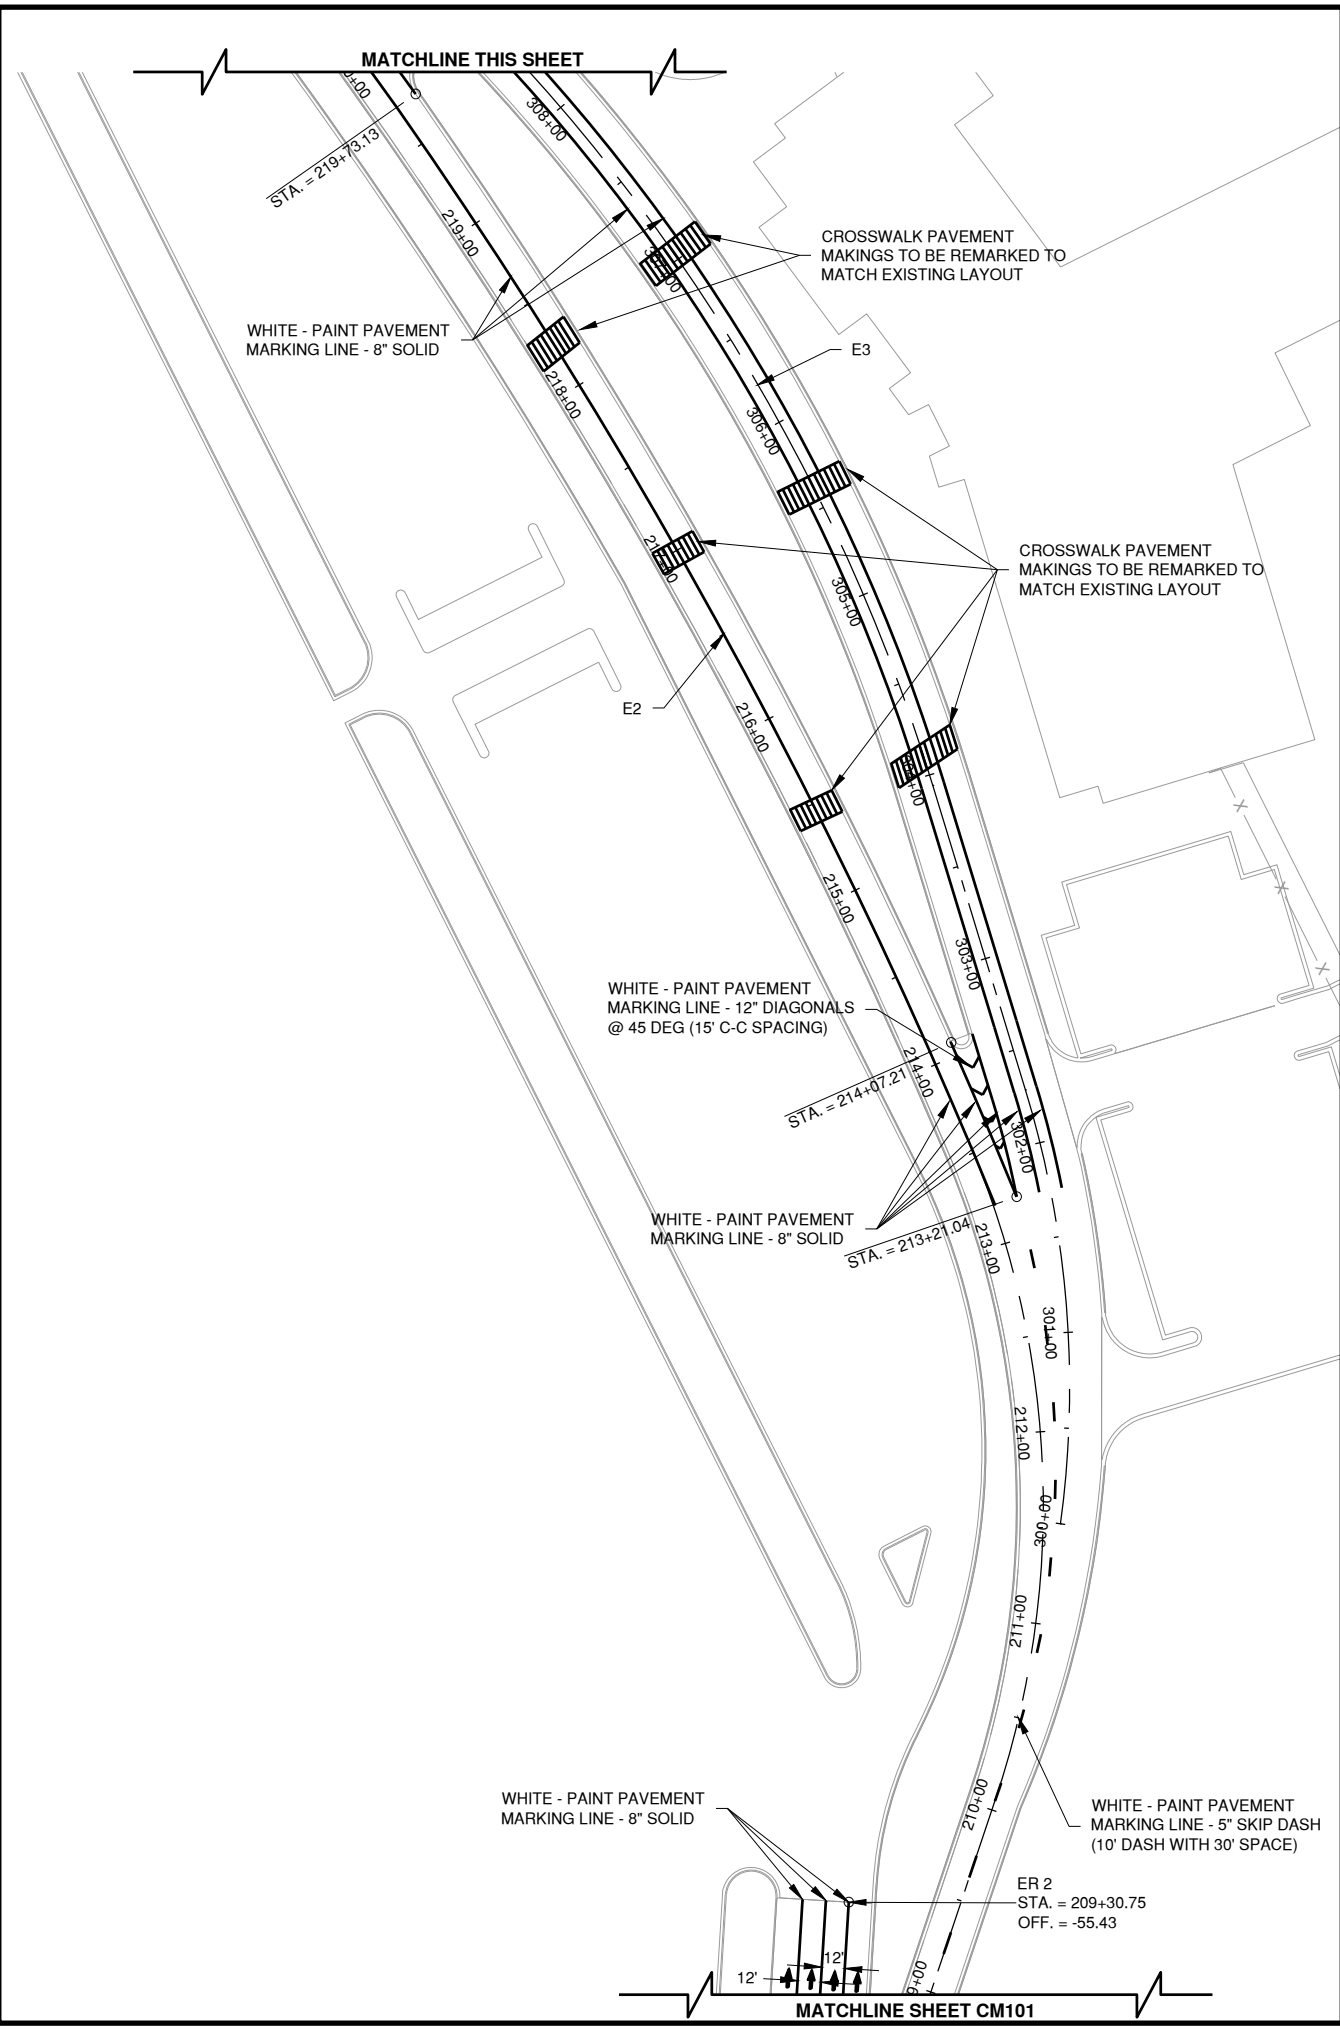 MATCHLINE THIS SHEET
0+00
308+00
STA. = 219+73.13
219+00
CROSSWALK PAVEMENT
MAKINGS TO BE REMARKED TO
MATCH EXISTING LAYOUT
WHITE - PAINT PAVEMENT
MARKING LINE - 8" SOLID
E3
218+00
306+00
CROSSWALK PAVEMENT
MAKINGS TO BE REMARKED TO
MATCH EXISTING LAYOUT
305+00
E2
216+00
215+00
303+00
WHITE - PAINT PAVEMENT
MARKING LINE - 12" DIAGONALS
@ 45 DEG (15' C-C SPACING)
214+00
STA. = 214+07.21
302+00
WHITE - PAINT PAVEMENT
MARKING LINE - 8" SOLID
STA. = 213+21.04
213+00
301+00
212+00
300+00
211+00
210+00
WHITE - PAINT PAVEMENT
MARKING LINE - 8" SOLID
WHITE - PAINT PAVEMENT
MARKING LINE - 5" SKIP DASH
(10' DASH WITH 30' SPACE)
ER 2
STA. = 209+30.75
OFF. = -55.43
12'
12'
9+00
MATCHLINE SHEET CM101